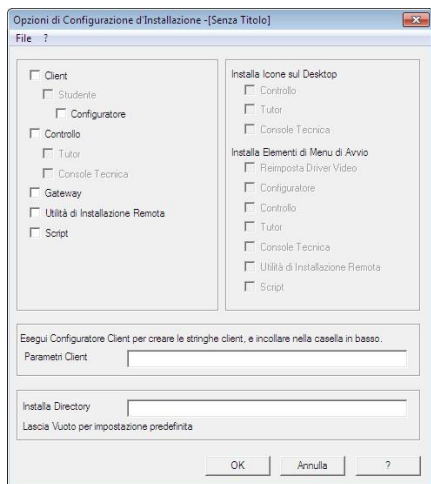 Opzioni di Configurazione d'Installazione -[Senza Titolo]
File ?
Client
Studente
Configuratore
Controllo
Tutor
Console Tecnica
Gateway
Utilità di Installazione Remota
Script
Installa Icone sul Desktop
Controllo
Tutor
Console Tecnica
Installa Elementi di Menu di Avvio
Reimposta Driver Video
Configuratore
Controllo
Tutor
Console Tecnica
Utilità di Installazione Remota
Script
Esegui Configuratore Client per creare le stringhe client, e incollare nella casella in basso.
Parametri Client
Installa Directory
Lascia Vuoto per impostazione predefinita
OK Annulla ?